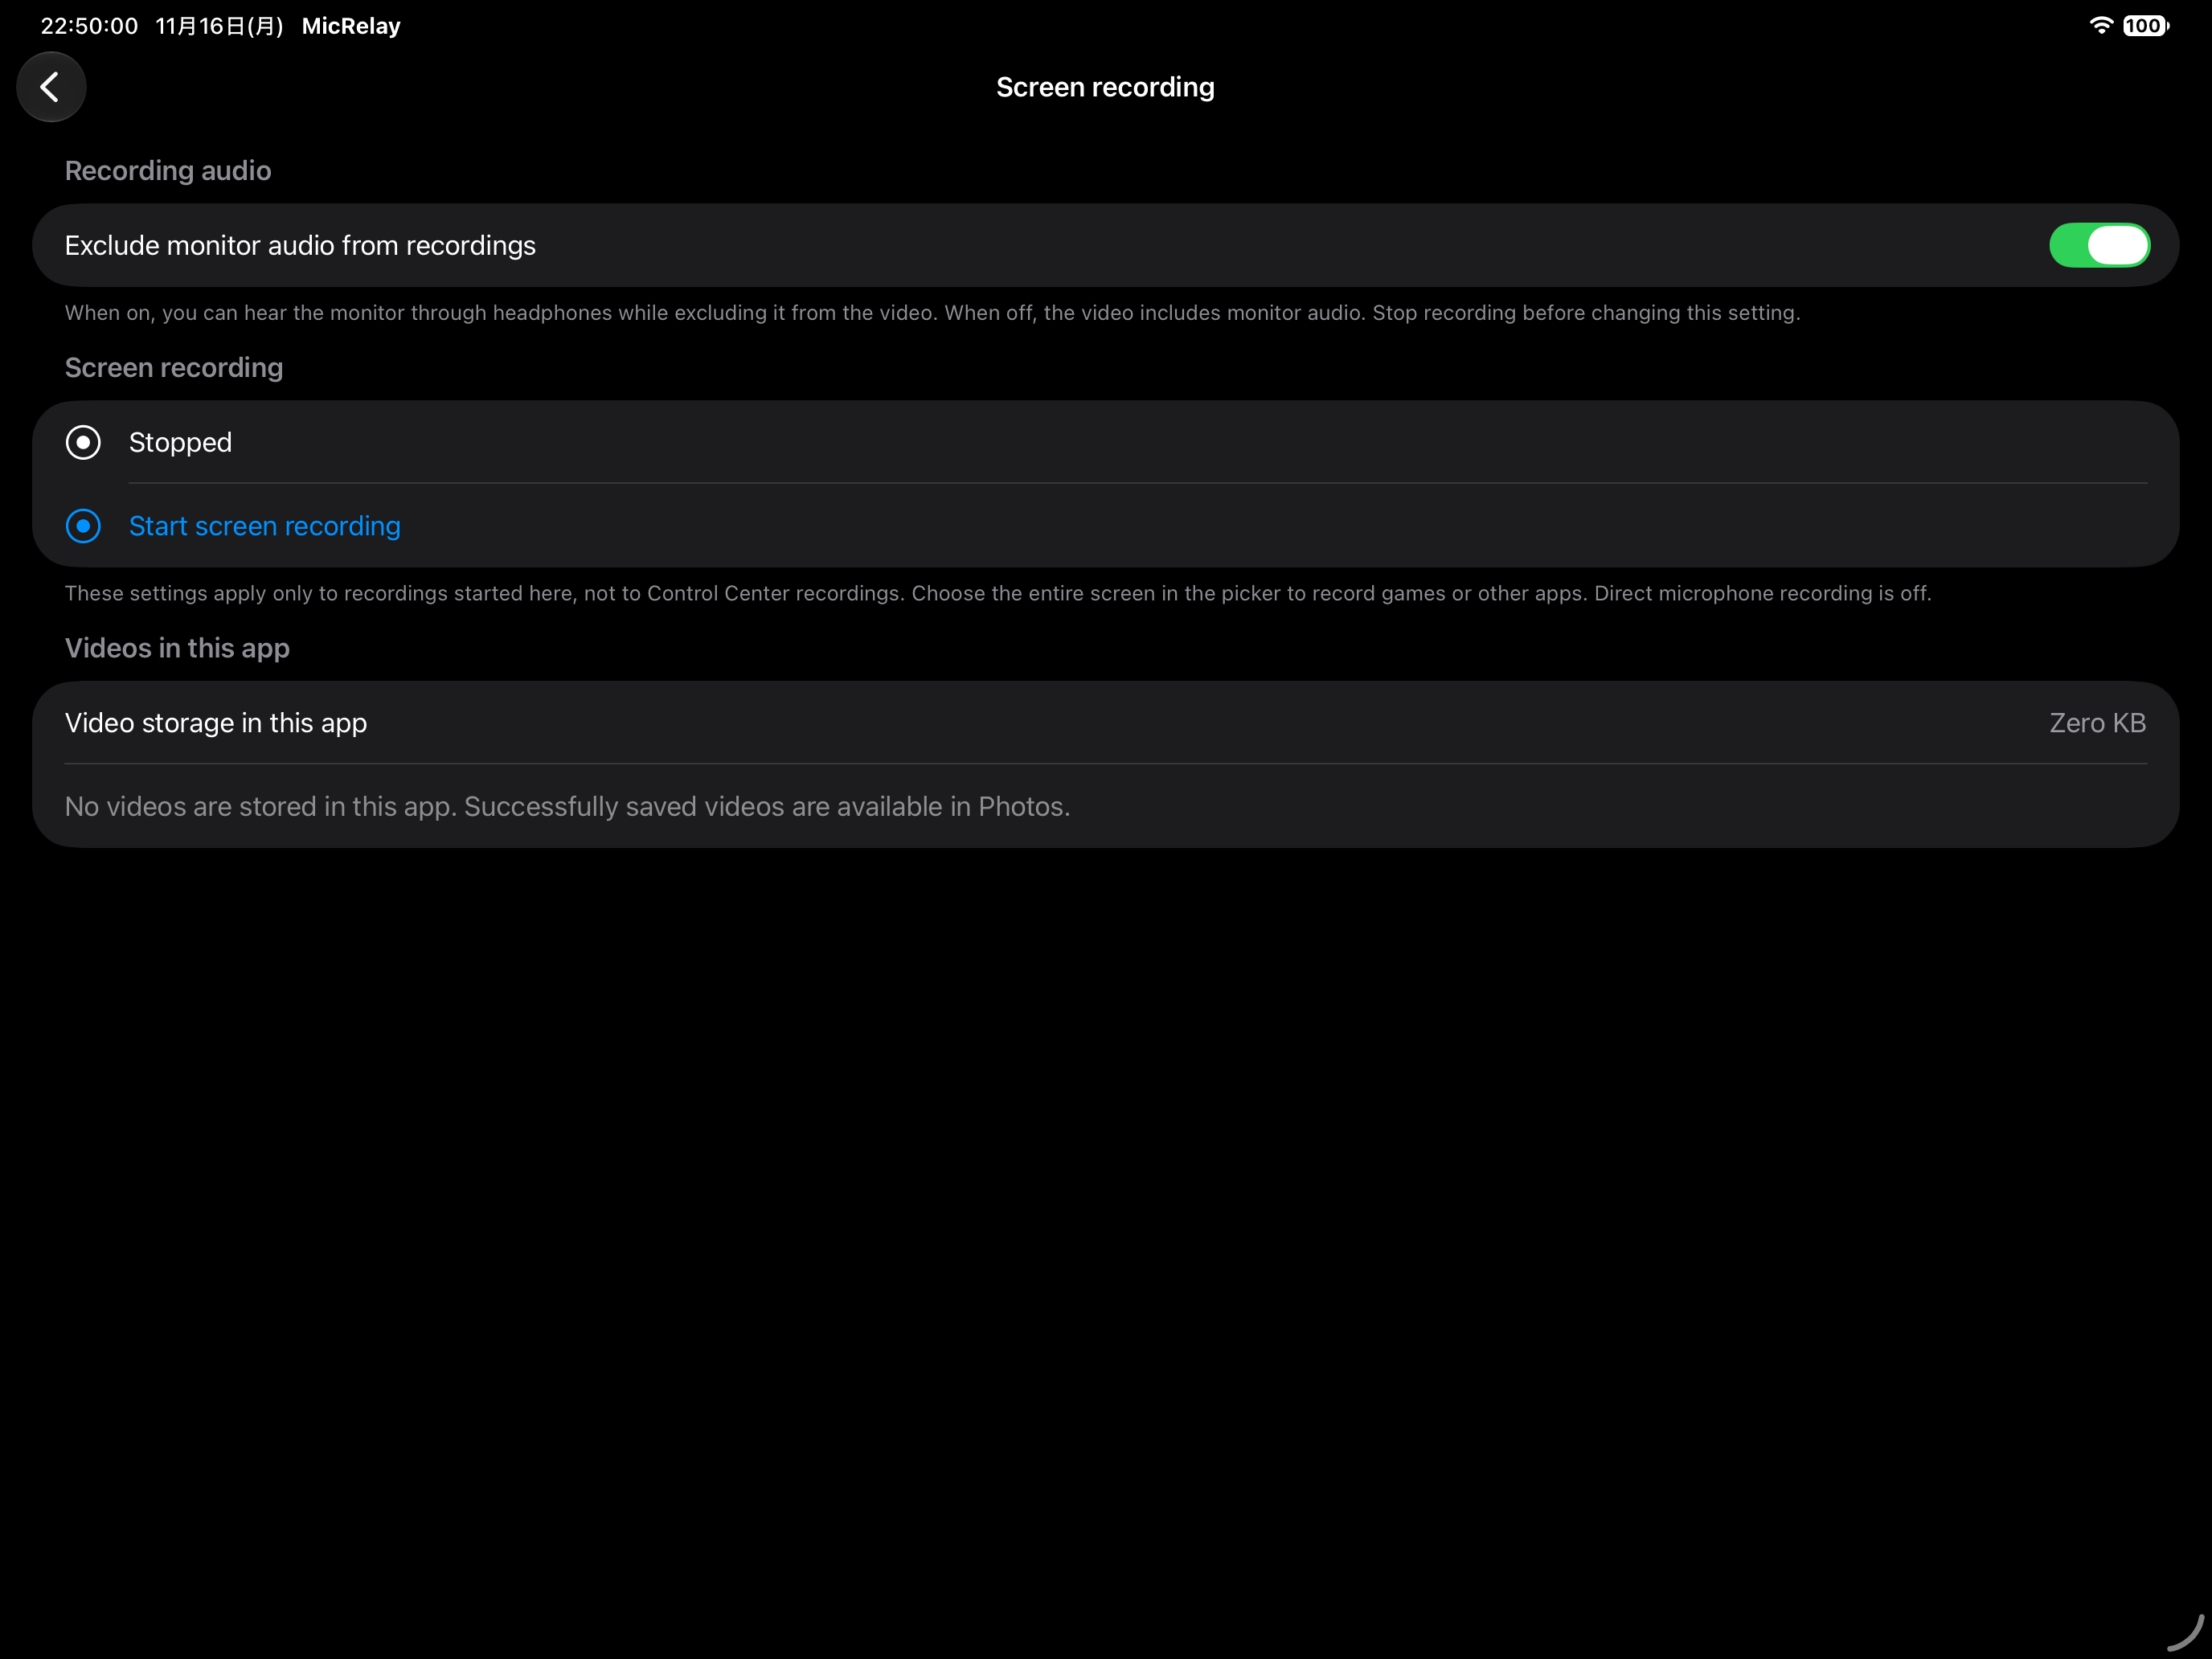 22:50:00 11月16日(月) MicRelay
100
Screen recording
Recording audio
Exclude monitor audio from recordings
When on, you can hear the monitor through headphones while excluding it from the video. When off, the video includes monitor audio. Stop recording before changing this setting.
Screen recording
Stopped
Start screen recording
These settings apply only to recordings started here, not to Control Center recordings. Choose the entire screen in the picker to record games or other apps. Direct microphone recording is off.
Videos in this app
Video storage in this app
Zero KB
No videos are stored in this app. Successfully saved videos are available in Photos.